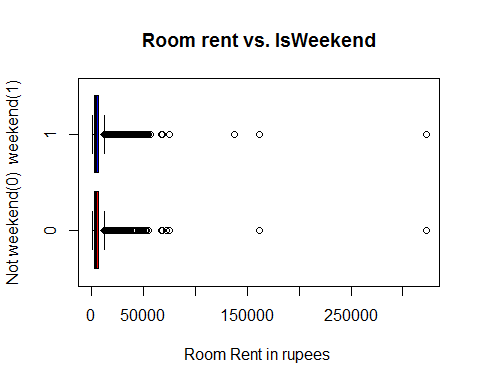 Room rent vs. IsWeekend
Not weekend(0)  weekend(1)
1
0
0 50000 150000 250000
Room Rent in rupees